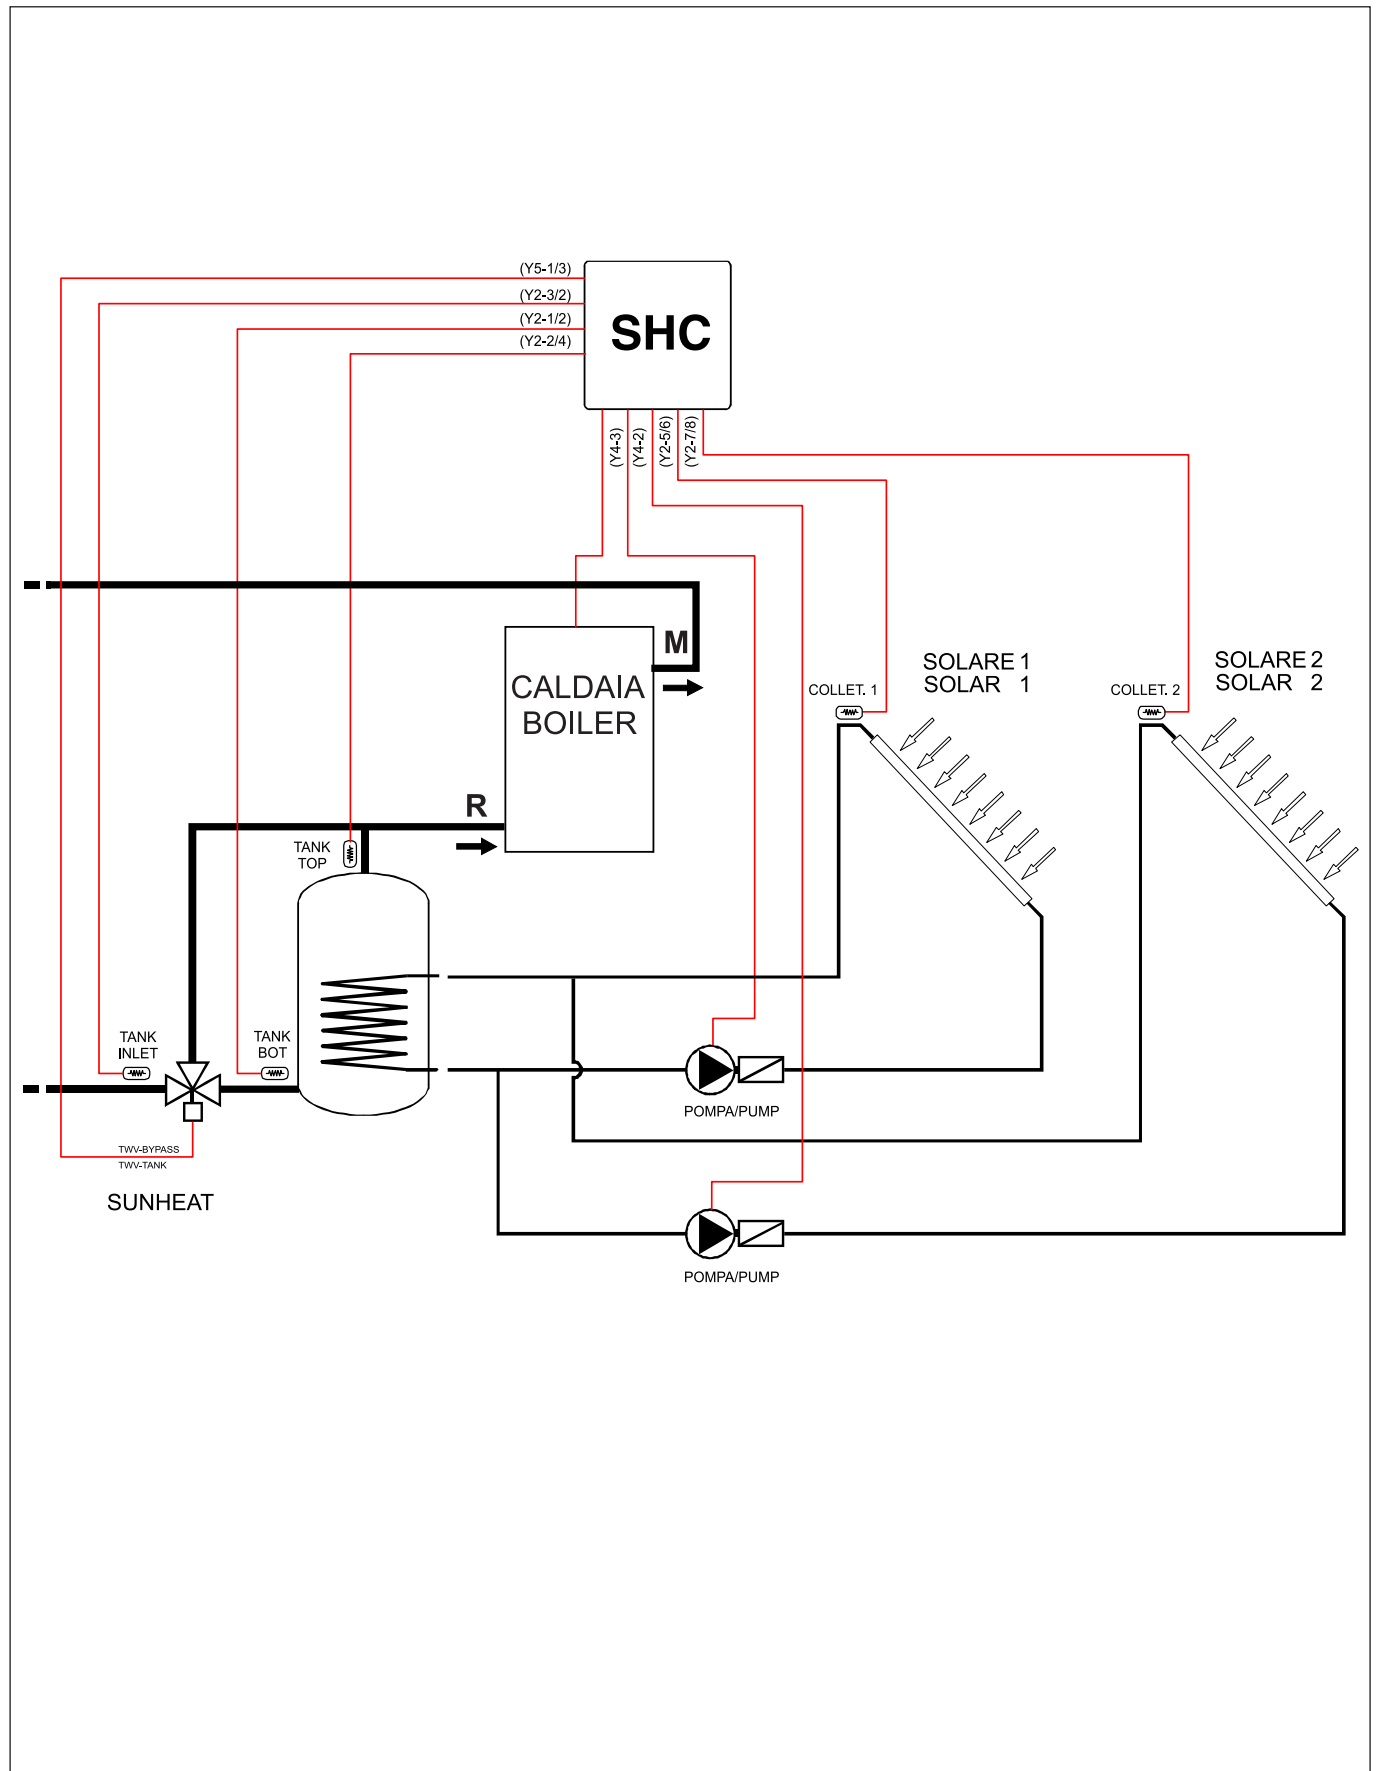 (Y5-1/3)
(Y2-3/2)
(Y2-1/2)
(Y2-2/4)
SHC
(Y4-3)
(Y4-2)
(Y2-5/6)
(Y2-7/8)
M
CALDAIA
BOILER
R
SOLARE 1
SOLAR 1
COLLET. 1
SOLARE 2
SOLAR 2
COLLET. 2
TANK
TOP
TANK
INLET
TANK
BOT
TWV-BYPASS
TWV-TANK
SUNHEAT
POMPA/PUMP
POMPA/PUMP